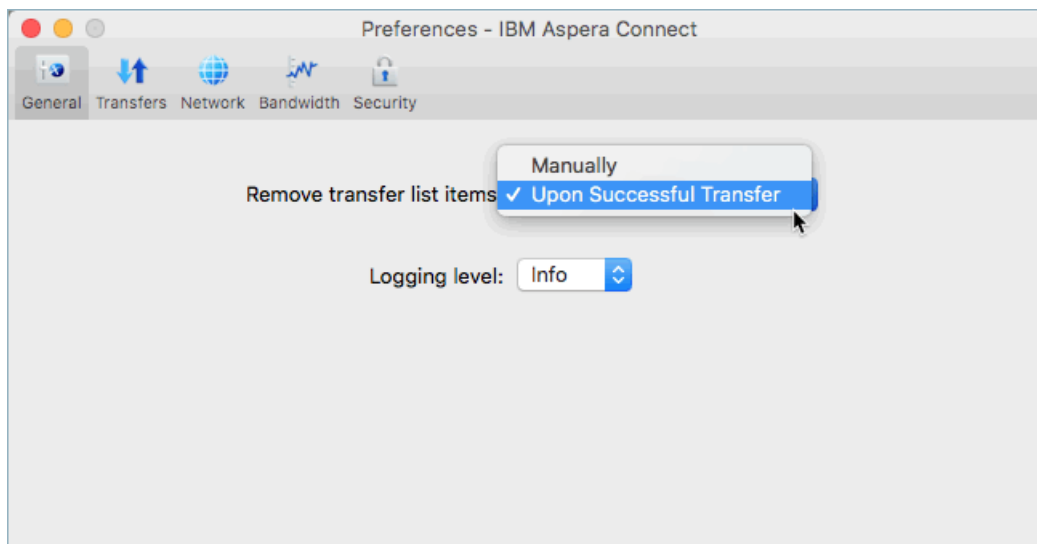 Preferences - IBM Aspera Connect
General Transfers Network Bandwidth Security
Manually
Remove transfer list items ✓ Upon Successful Transfer
Logging level: Info